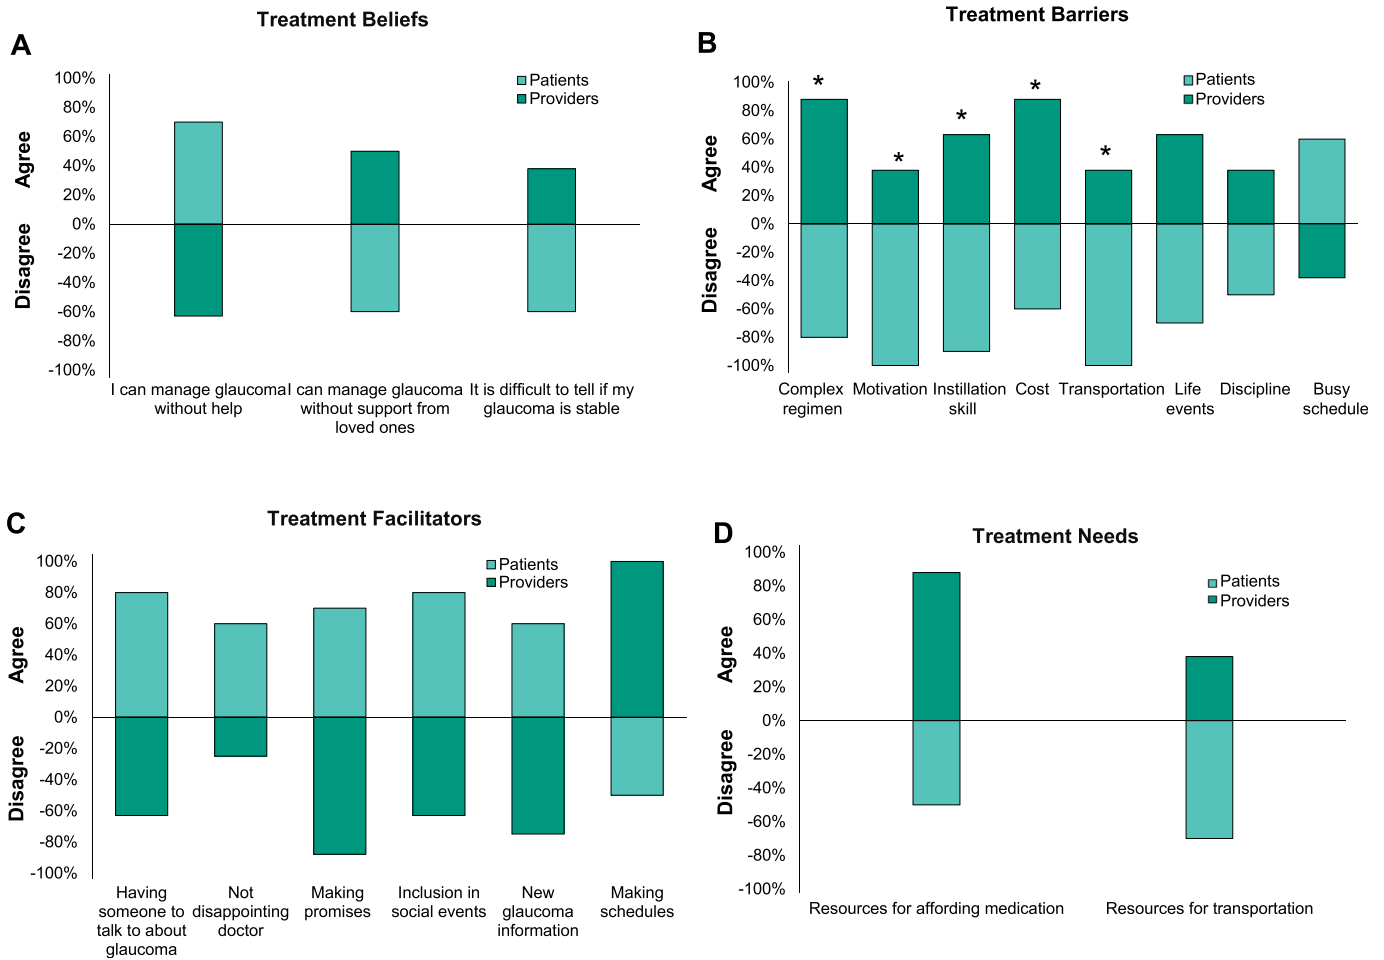 Treatment Beliefs
A
100%
80%
60%
40%
20%
0%
-20%
-40%
-60%
-80%
-100%
Agree
Disagree
Patients
Providers
I can manage glaucoma
without help
I can manage glaucoma
without support from
loved ones
It is difficult to tell if my
glaucoma is stable
Treatment Barriers
B
100%
80%
60%
40%
20%
0%
-20%
-40%
-60%
-80%
-100%
Agree
Disagree
Patients
Providers
* * * * *
Complex
regimen
Motivation
Instillation
skill
Cost
Transportation
Life
events
Discipline
Busy
schedule
Treatment Facilitators
C
100%
80%
60%
40%
20%
0%
-20%
-40%
-60%
-80%
-100%
Agree
Disagree
Patients
Providers
Having
someone to
talk to about
glaucoma
Not
disappointing
doctor
Making
promises
Inclusion in
social events
New
glaucoma
information
Making
schedules
Treatment Needs
D
100%
80%
60%
40%
20%
0%
-20%
-40%
-60%
-80%
-100%
Agree
Disagree
Patients
Providers
Resources for affording medication
Resources for transportation